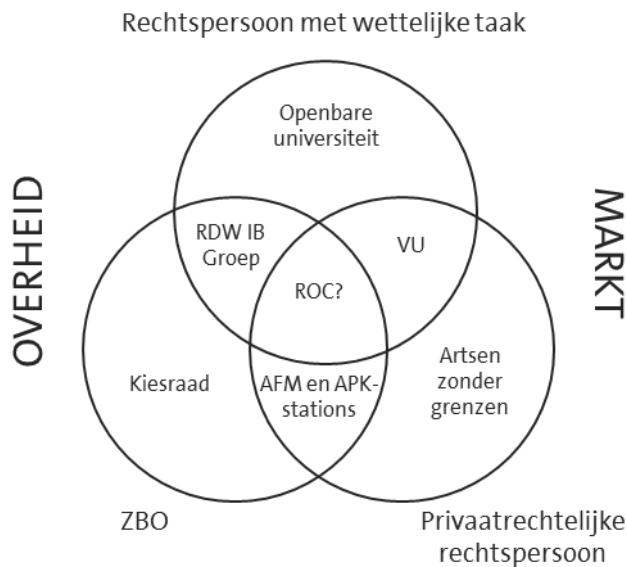 Rechtspersoon met wettelijke taak
Openbare
universiteit
OVERHEID
MARKT
RDW IB
Groep
VU
ROC?
Kiesraad
AFM en APK-
stations
Artsen
zonder
grenzen
ZBO
Privaatrechtelijke
rechtspersoon